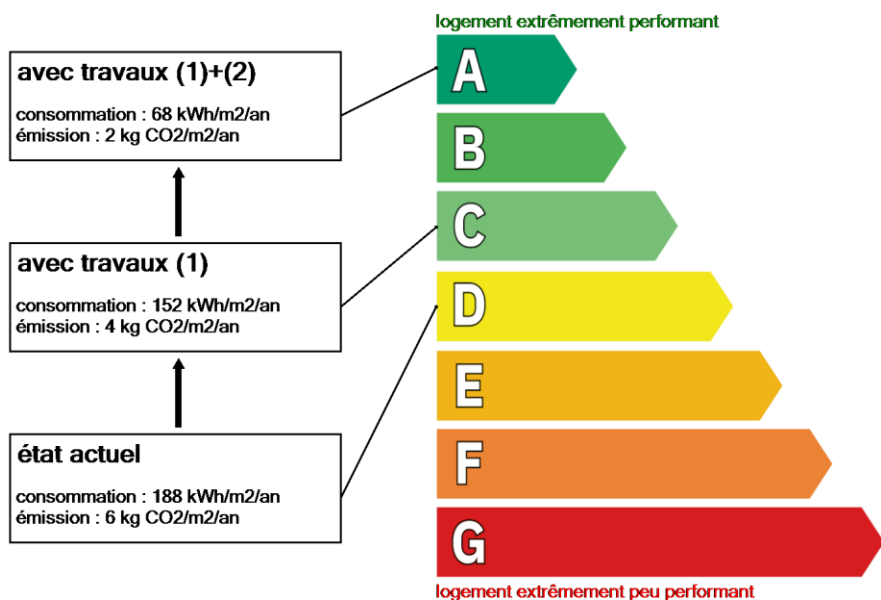 logement extrêmement performant
avec travaux (1)+(2)
consommation : 68 kWh/m2/an
émission : 2 kg CO2/m2/an
avec travaux (1)
consommation : 152 kWh/m2/an
émission : 4 kg CO2/m2/an
état actuel
consommation : 188 kWh/m2/an
émission : 6 kg CO2/m2/an
A
B
C
D
E
F
G
logement extrêmement peu performant